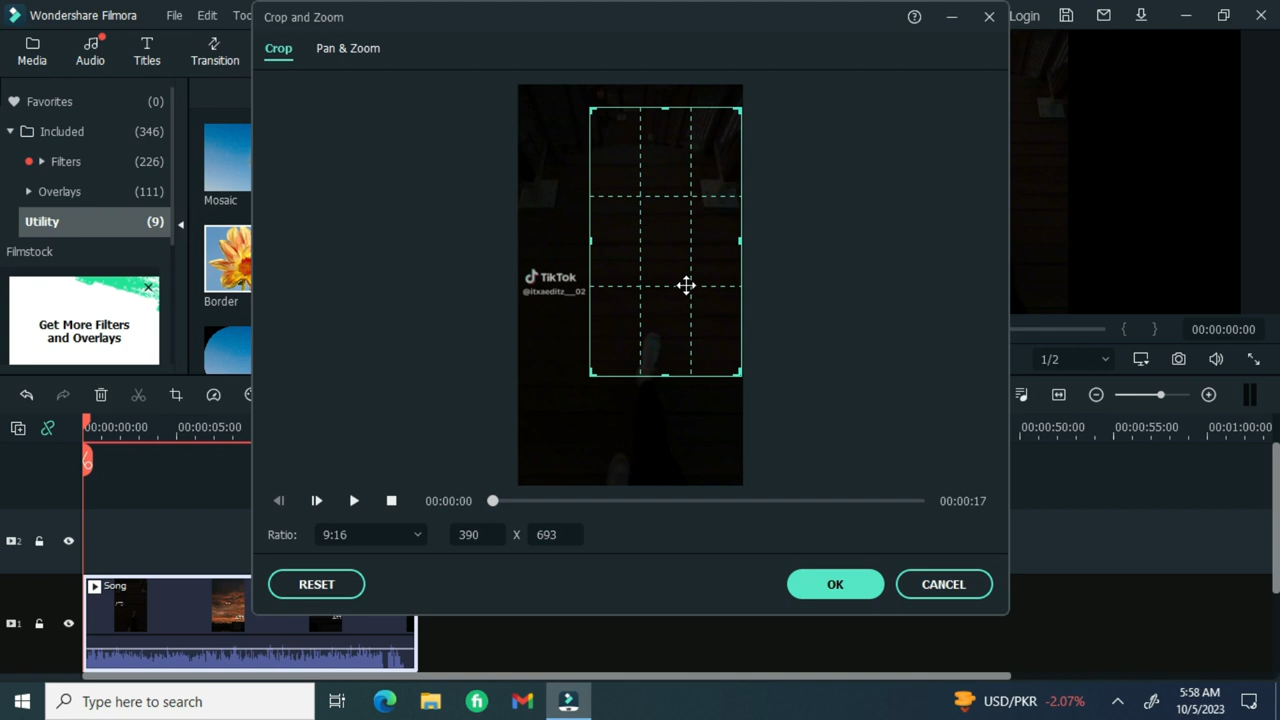 Wondershare Filmora
File
Edit
Too
Crop and Zoom
Login
Media
Audio
Titles
Transition
Crop
Pan & Zoom
Favorites (0)
Included (346)
Filters (226)
Overlays (111)
Utility (9)
Filmstock
Get More Filters
and Overlays
Mosaic
Border
TikTok
@itxaeditz__02
00:00:00
00:00:17
Ratio: 9:16 390 X 693
RESET
OK
CANCEL
{ } 00:00:00:00
1/2
00:00:00:00
00:00:05:00
00:00:50:00
00:00:55:00
00:01:00:00
2
Song
1
Type here to search
USD/PKR -2.07%
5:58 AM
10/5/2023